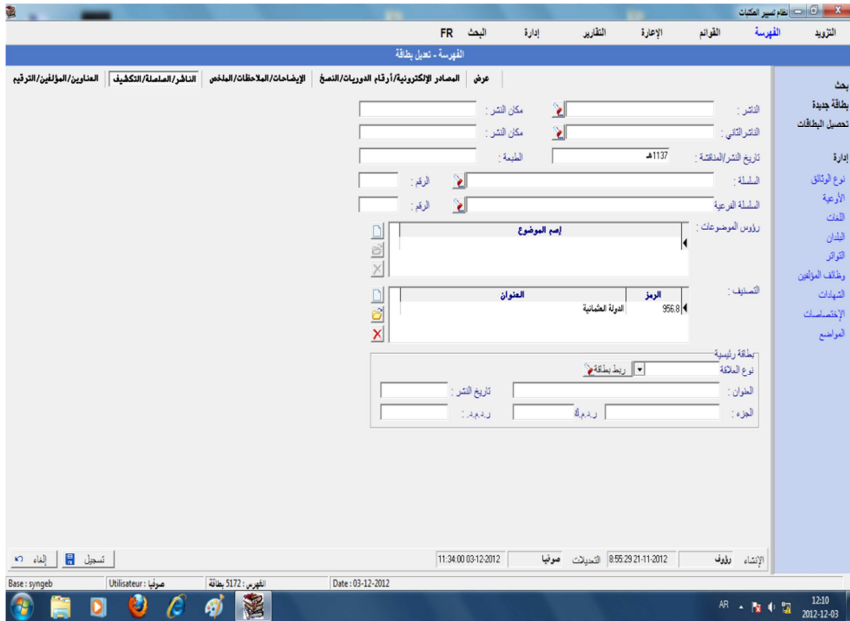 نظام تسيير المكتبات
التزويد الفهرسة القوائم الإعارة التقارير إدارة البحث FR
الفهرسة - تعديل بطاقة
العناوين/المؤلفين/الترقيم الناشر/السلسلة/التكشيف الإيضاحات/الملاحظات/الملخص المصادر الإلكترونية/أرقام الدوريات/النسخ عرض
بحث
بطاقة جديدة
تحصيل البطاقات
إدارة
نوع الوثائق
الأوعية
اللغات
البلدان
التواتر
وظائف المؤلفين
الشهادات
الإختصاصات
المواضع
الناشر : مكان النشر :
الناشر الثاني : مكان النشر :
تاريخ النشر/المناقشة : 1137هـ الطبعة :
السلسلة : الرقم :
السلسلة الفرعية الرقم :
رؤوس الموضوعات : إسم الموضوع
التصنيف : الرمز العنوان
956.8 الدولة العثمانية
بطاقة رئيسية
نوع العلاقة ربط بطاقة
العنوان : تاريخ النشر :
الجزء : ر.د.م.ك ر.د.م.د. :
الإنشاء رؤوف 8:55:29 21-11-2012 التعديلات صوفيا 11:34:00 03-12-2012 تسجيل إلغاء
Base : syngeb Utilisateur : صوفيا الفهرس : 5172 بطاقة Date : 03-12-2012
AR 12:10
2012-12-03